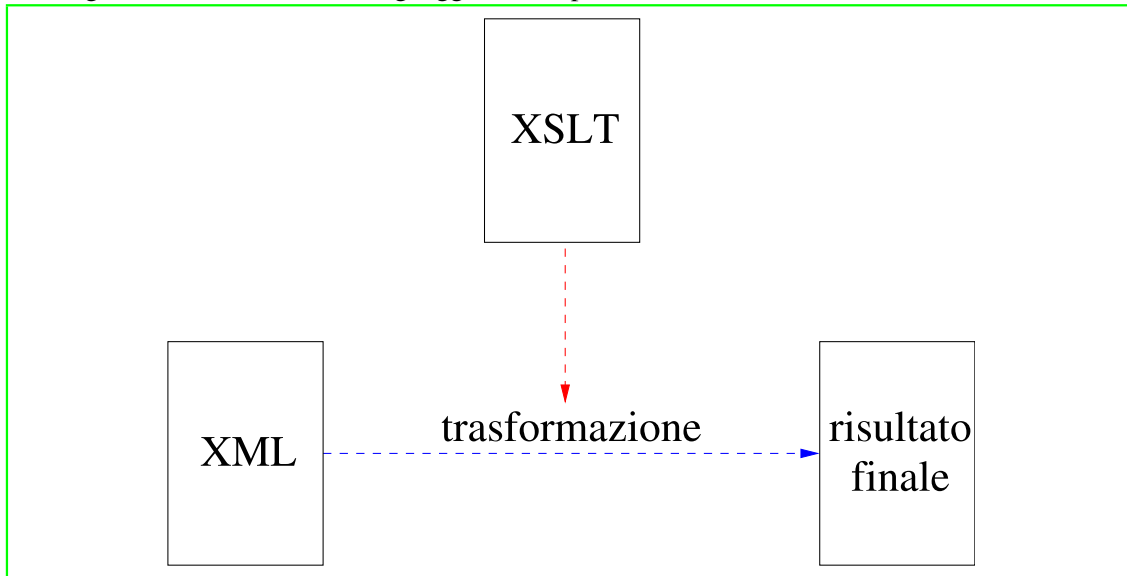 XSLT
trasformazione
XML
risultato
finale